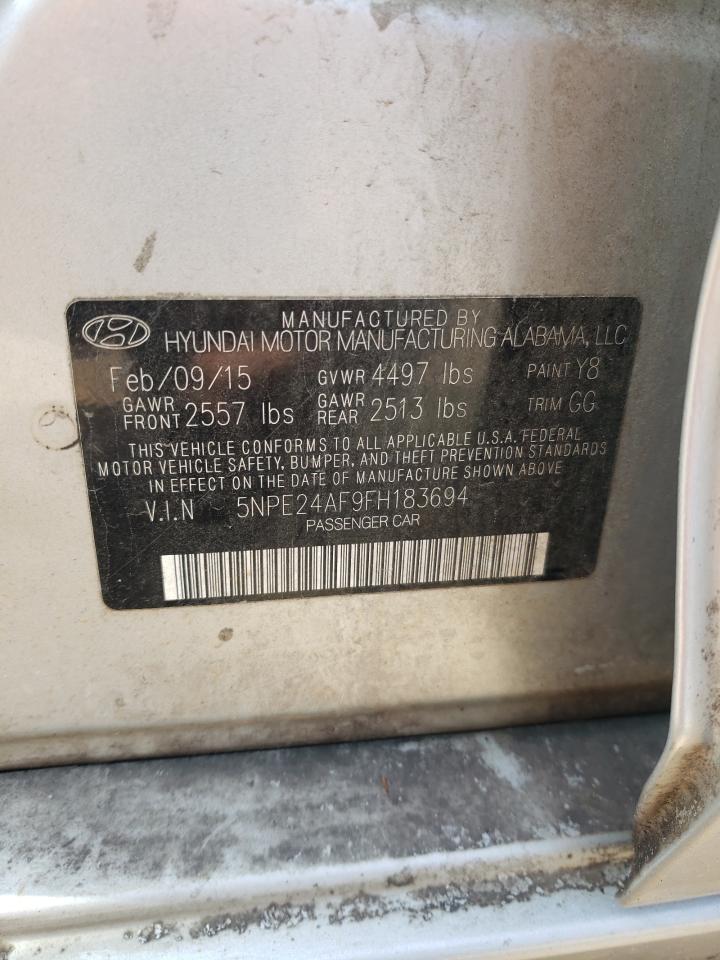 MANUFACTURED BY
HYUNDAI MOTOR MANUFACTURING ALABAMA, LLC
Feb/09/15 GVWR 4497 lbs PAINT Y8
GAWR FRONT 2557 lbs GAWR REAR 2513 lbs TRIM GG
THIS VEHICLE CONFORMS TO ALL APPLICABLE U.S.A. FEDERAL
MOTOR VEHICLE SAFETY, BUMPER, AND THEFT PREVENTION STANDARDS
IN EFFECT ON THE DATE OF MANUFACTURE SHOWN ABOVE
V.I.N 5NPE24AF9FH183694
PASSENGER CAR